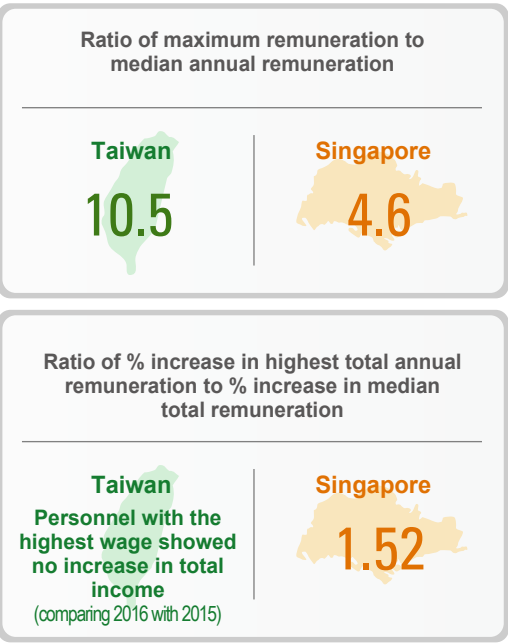 Ratio of maximum remuneration to
median annual remuneration
Taiwan
10.5
Singapore
4.6
Ratio of % increase in highest total annual
remuneration to % increase in median
total remuneration
Taiwan
Personnel with the
highest wage showed
no increase in total
income
(comparing 2016 with 2015)
Singapore
1.52